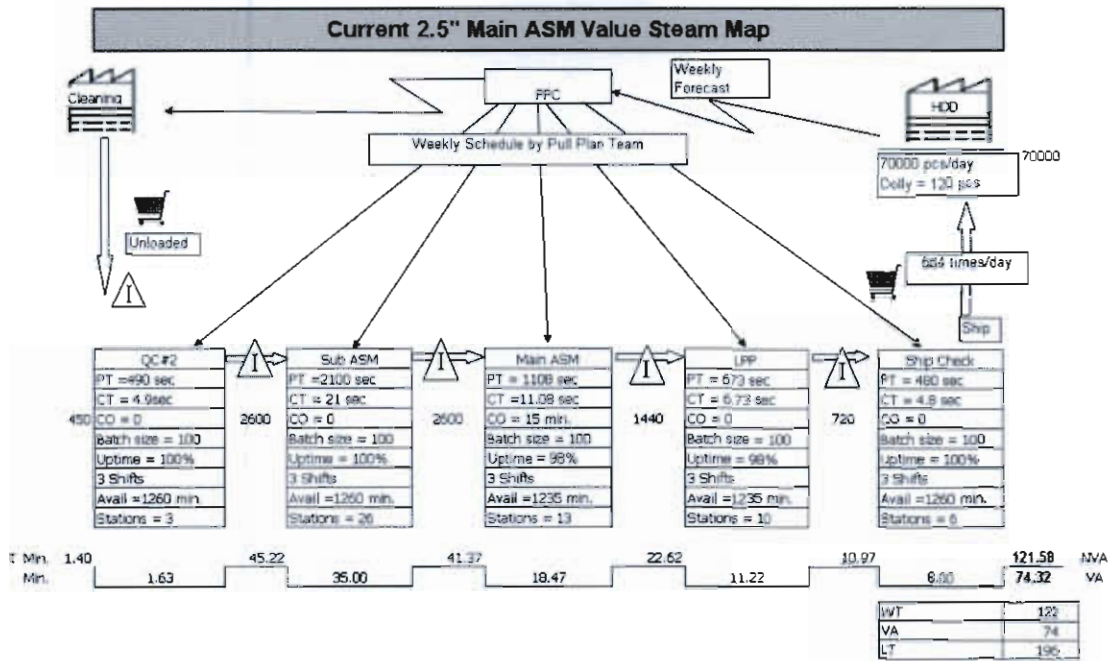 Current 2.5" Main ASM Value Steam Map
Cleaning
PPC
Weekly
Forecast
HDD
Weekly Schedule by Pull Plan Team
70000 pcs/day
70000
Dolly = 120 pcs
Unloaded
I
584 times/day
Ship
QC #2
PT =490 sec
CT = 4.9sec
450
CO = 0
Batch size = 100
Uptime = 100%
3 Shifts
Avail =1260 min.
Stations = 3
I
2600
Sub ASM
PT =2100 sec
CT = 21 sec
CO = 0
Batch size = 100
Uptime = 100%
3 Shifts
Avail =1260 min.
Stations = 26
I
2600
Main ASM
PT = 1108 sec
CT =11.08 sec
CO = 15 min.
Batch size = 100
Uptime = 98%
3 Shifts
Avail =1235 min.
Stations = 13
I
1440
LPP
PT = 673 sec
CT = 6.73 sec
CO =0
Batch size = 100
Uptime = 98%
3 Shifts
Avail =1235 min.
Stations = 10
I
720
Ship Check
PT = 480 sec
CT = 4.8 sec
CO = 0
Batch size = 100
Uptime = 100%
3 Shifts
Avail =1260 min.
Stations = 6
T Min. 1.40 45.22 41.37 22.62 10.97 121.58 NVA
Min. 1.63 35.00 18.47 11.22 8.00 74.32 VA
WT 122
VA 74
LT 196